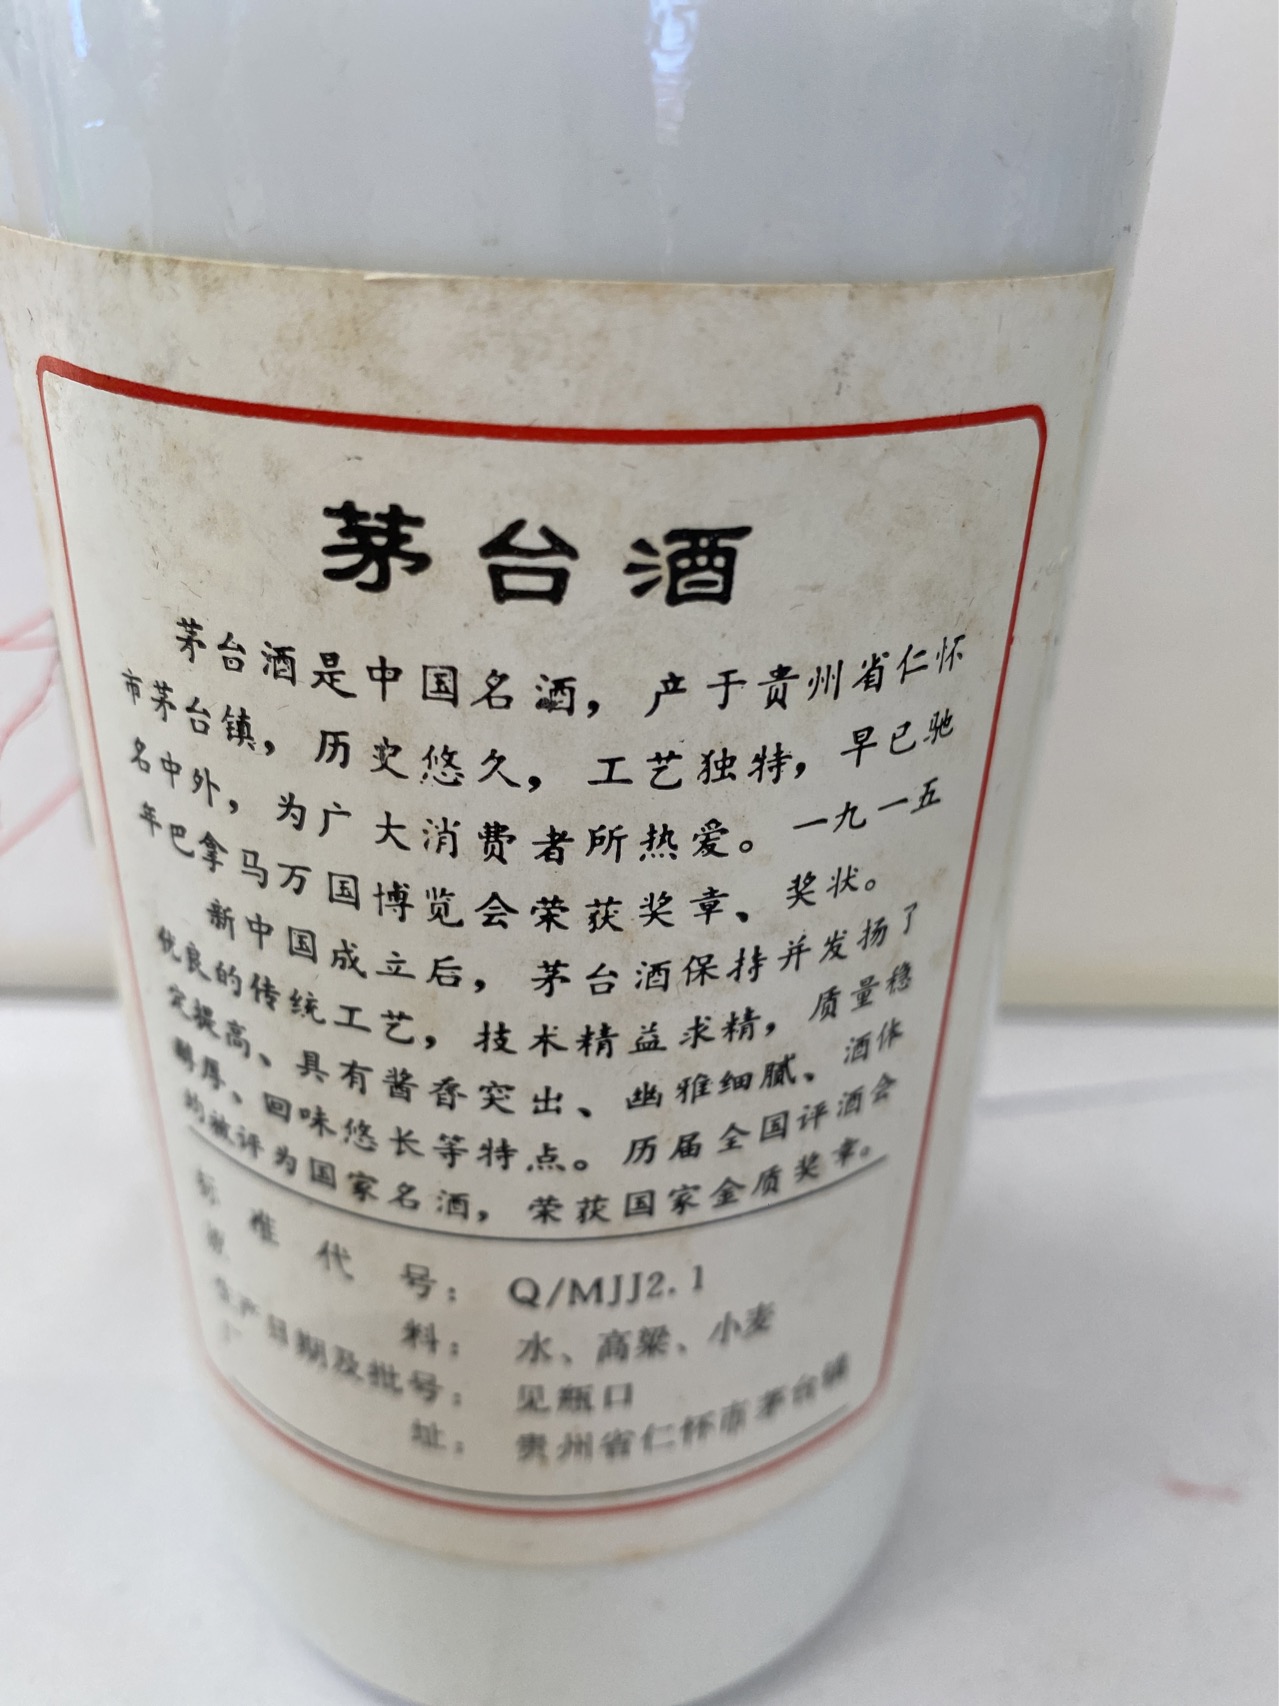 茅台酒
茅台酒是中国名酒，产于贵州省仁怀
市茅台镇，历史悠久，工艺独特，早已驰
名中外，为广大消费者所热爱。一九一五
年巴拿马万国博览会荣获奖章、奖状。
新中国成立后，茅台酒保持并发扬了
优良的传统工艺，技术精益求精，质量稳
定提高、具有酱香突出、幽雅细腻、酒体
醇厚、回味悠长等特点。历届全国评酒会
均被评为国家名酒，荣获国家金质奖章。
标准代号：Q/MJJ2.1
原料：水、高粱、小麦
生产日期及批号：见瓶口
厂址：贵州省仁怀市茅台镇